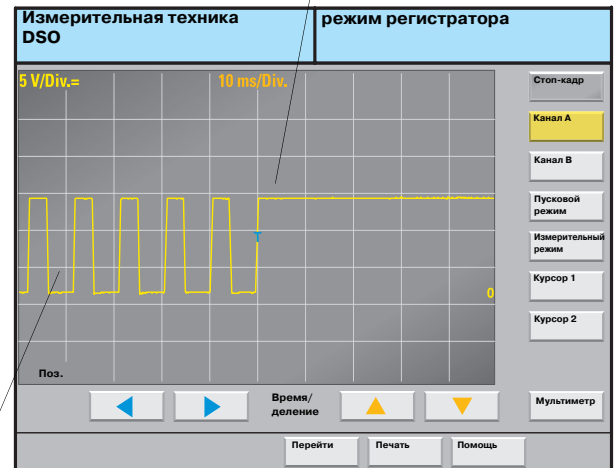 Измерительная техника
DSO
режим регистратора
5 V/Div.=
10 ms/Div.
T
0
Поз.
Стоп-кадр
Канал A
Канал B
Пусковой
режим
Измерительный
режим
Курсор 1
Курсор 2
Мультиметр
Время/
деление
Перейти
Печать
Помощь